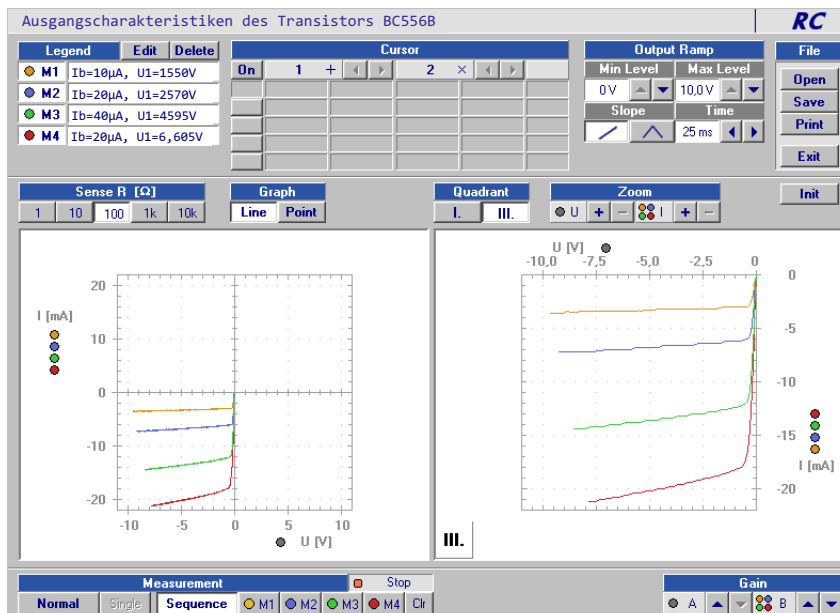 Ausgangscharakteristiken des Transistors BC556B
RC
Legend Edit Delete
M1 Ib=10µA, U1=1550V
M2 Ib=20µA, U1=2570V
M3 Ib=40µA, U1=4595V
M4 Ib=20µA, U1=6,605V
Cursor
On 1 + 2 ×
Output Ramp
Min Level Max Level
0 V 10,0 V
Slope Time
25 ms
File
Open
Save
Print
Exit
Init
Sense R [Ω]
1 10 100 1k 10k
Graph
Line Point
Quadrant
I. III.
Zoom
U + − I + −
20
10
0
-10
-20
I [mA]
-10 -5 0 5 10
U [V]
U [V]
-10,0 -7,5 -5,0 -2,5 0
0
-5
-10
-15
-20
I [mA]
III.
Measurement
Stop
Normal Single Sequence M1 M2 M3 M4 Clr
Gain
A B